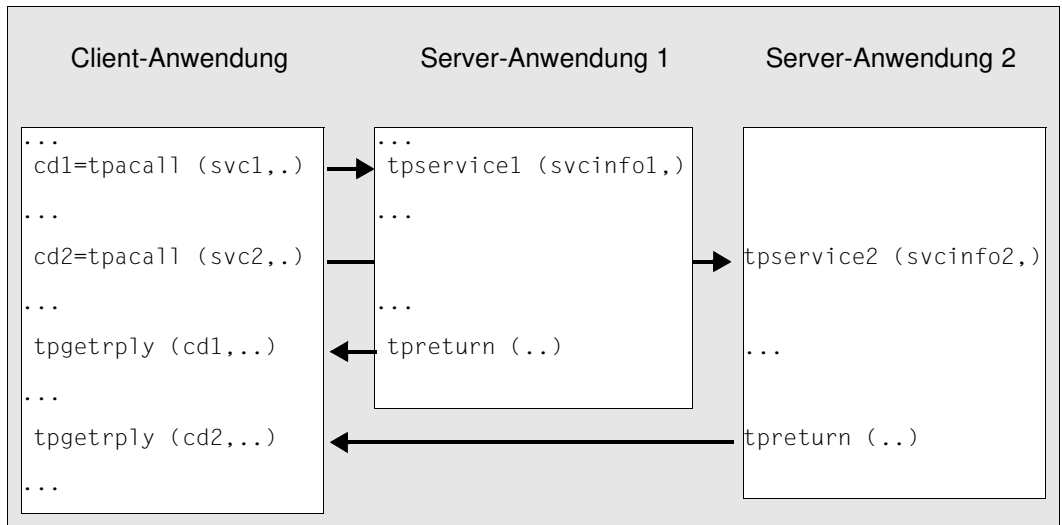 Client-Anwendung Server-Anwendung 1 Server-Anwendung 2
... ...
cd1=tpacall (svc1,.) tpservice1 (svcinfo1,)
... ...
cd2=tpacall (svc2,.) tpservice2 (svcinfo2,)
... ...
tpgetrply (cd1,..) tpreturn (..) ...
...
tpgetrply (cd2,..) tpreturn (..)
...